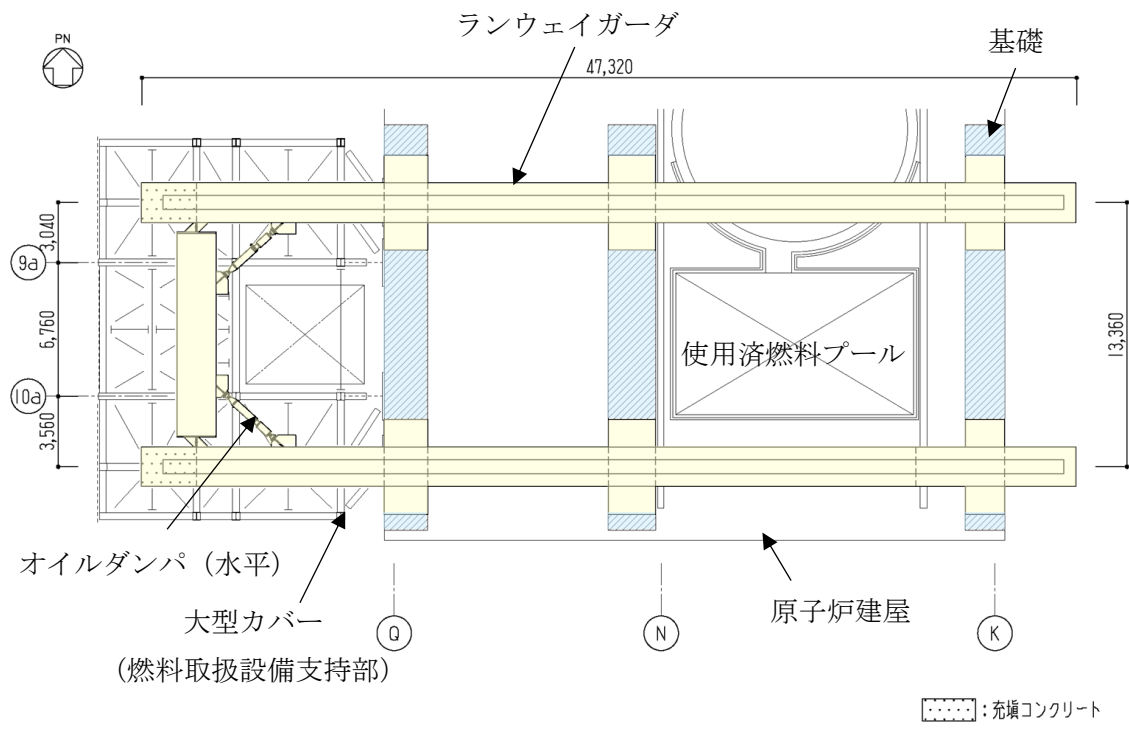 ランウェイガーダ
PN
基礎
47,320
3,040
9a
6,760
使用済燃料プール
13,360
10a
3,560
オイルダンパ（水平）
大型カバー
（燃料取扱設備支持部）
原子炉建屋
Q
N
K
：充塡コンクリート